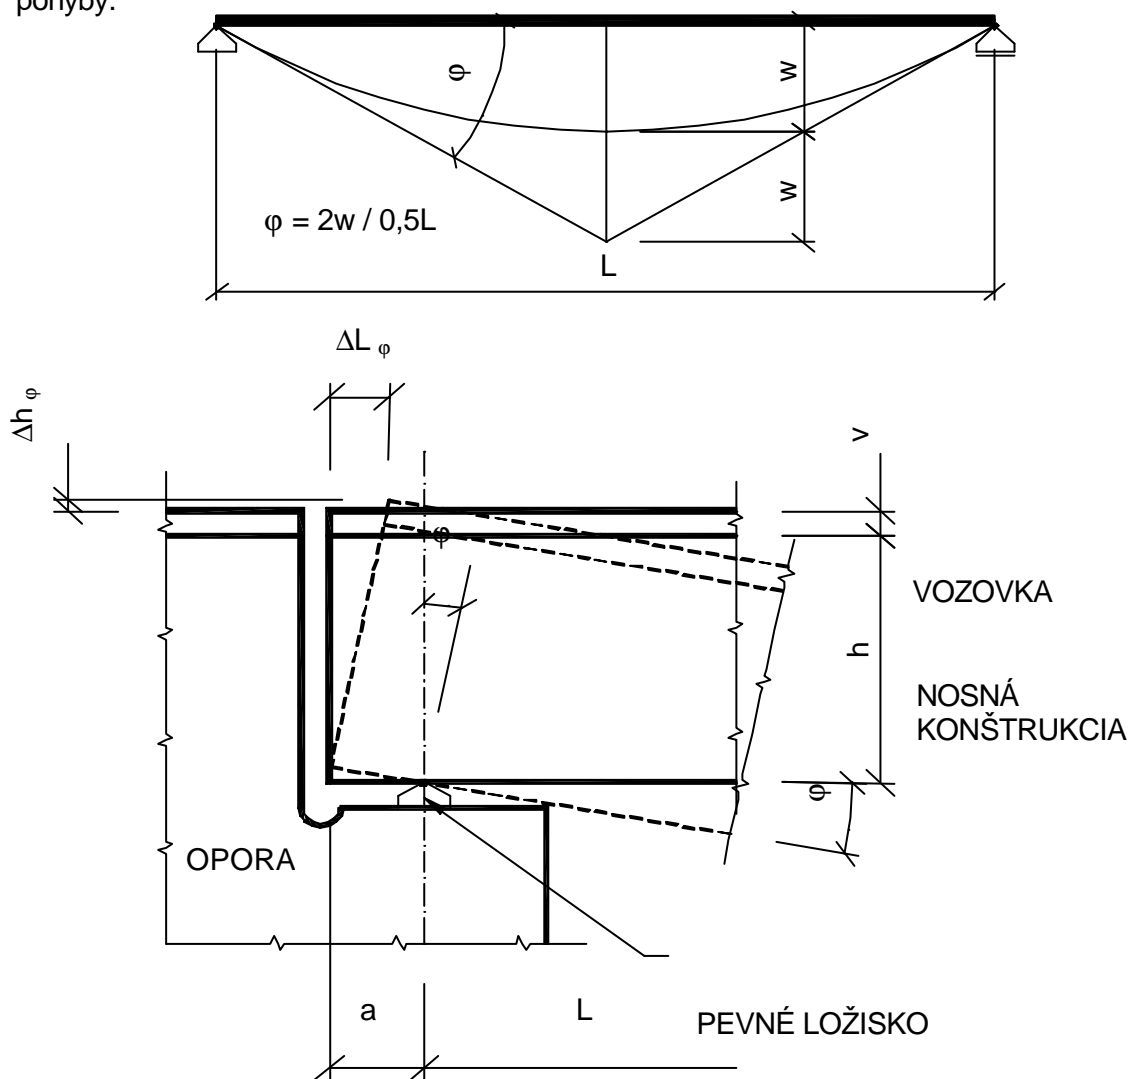 pohyby:
φ
w
w
φ = 2w / 0,5L
L
ΔL φ
Δh φ
v
φ
VOZOVKA
h
NOSNÁ
KONŠTRUKCIA
φ
OPORA
a
L
PEVNÉ LOŽISKO